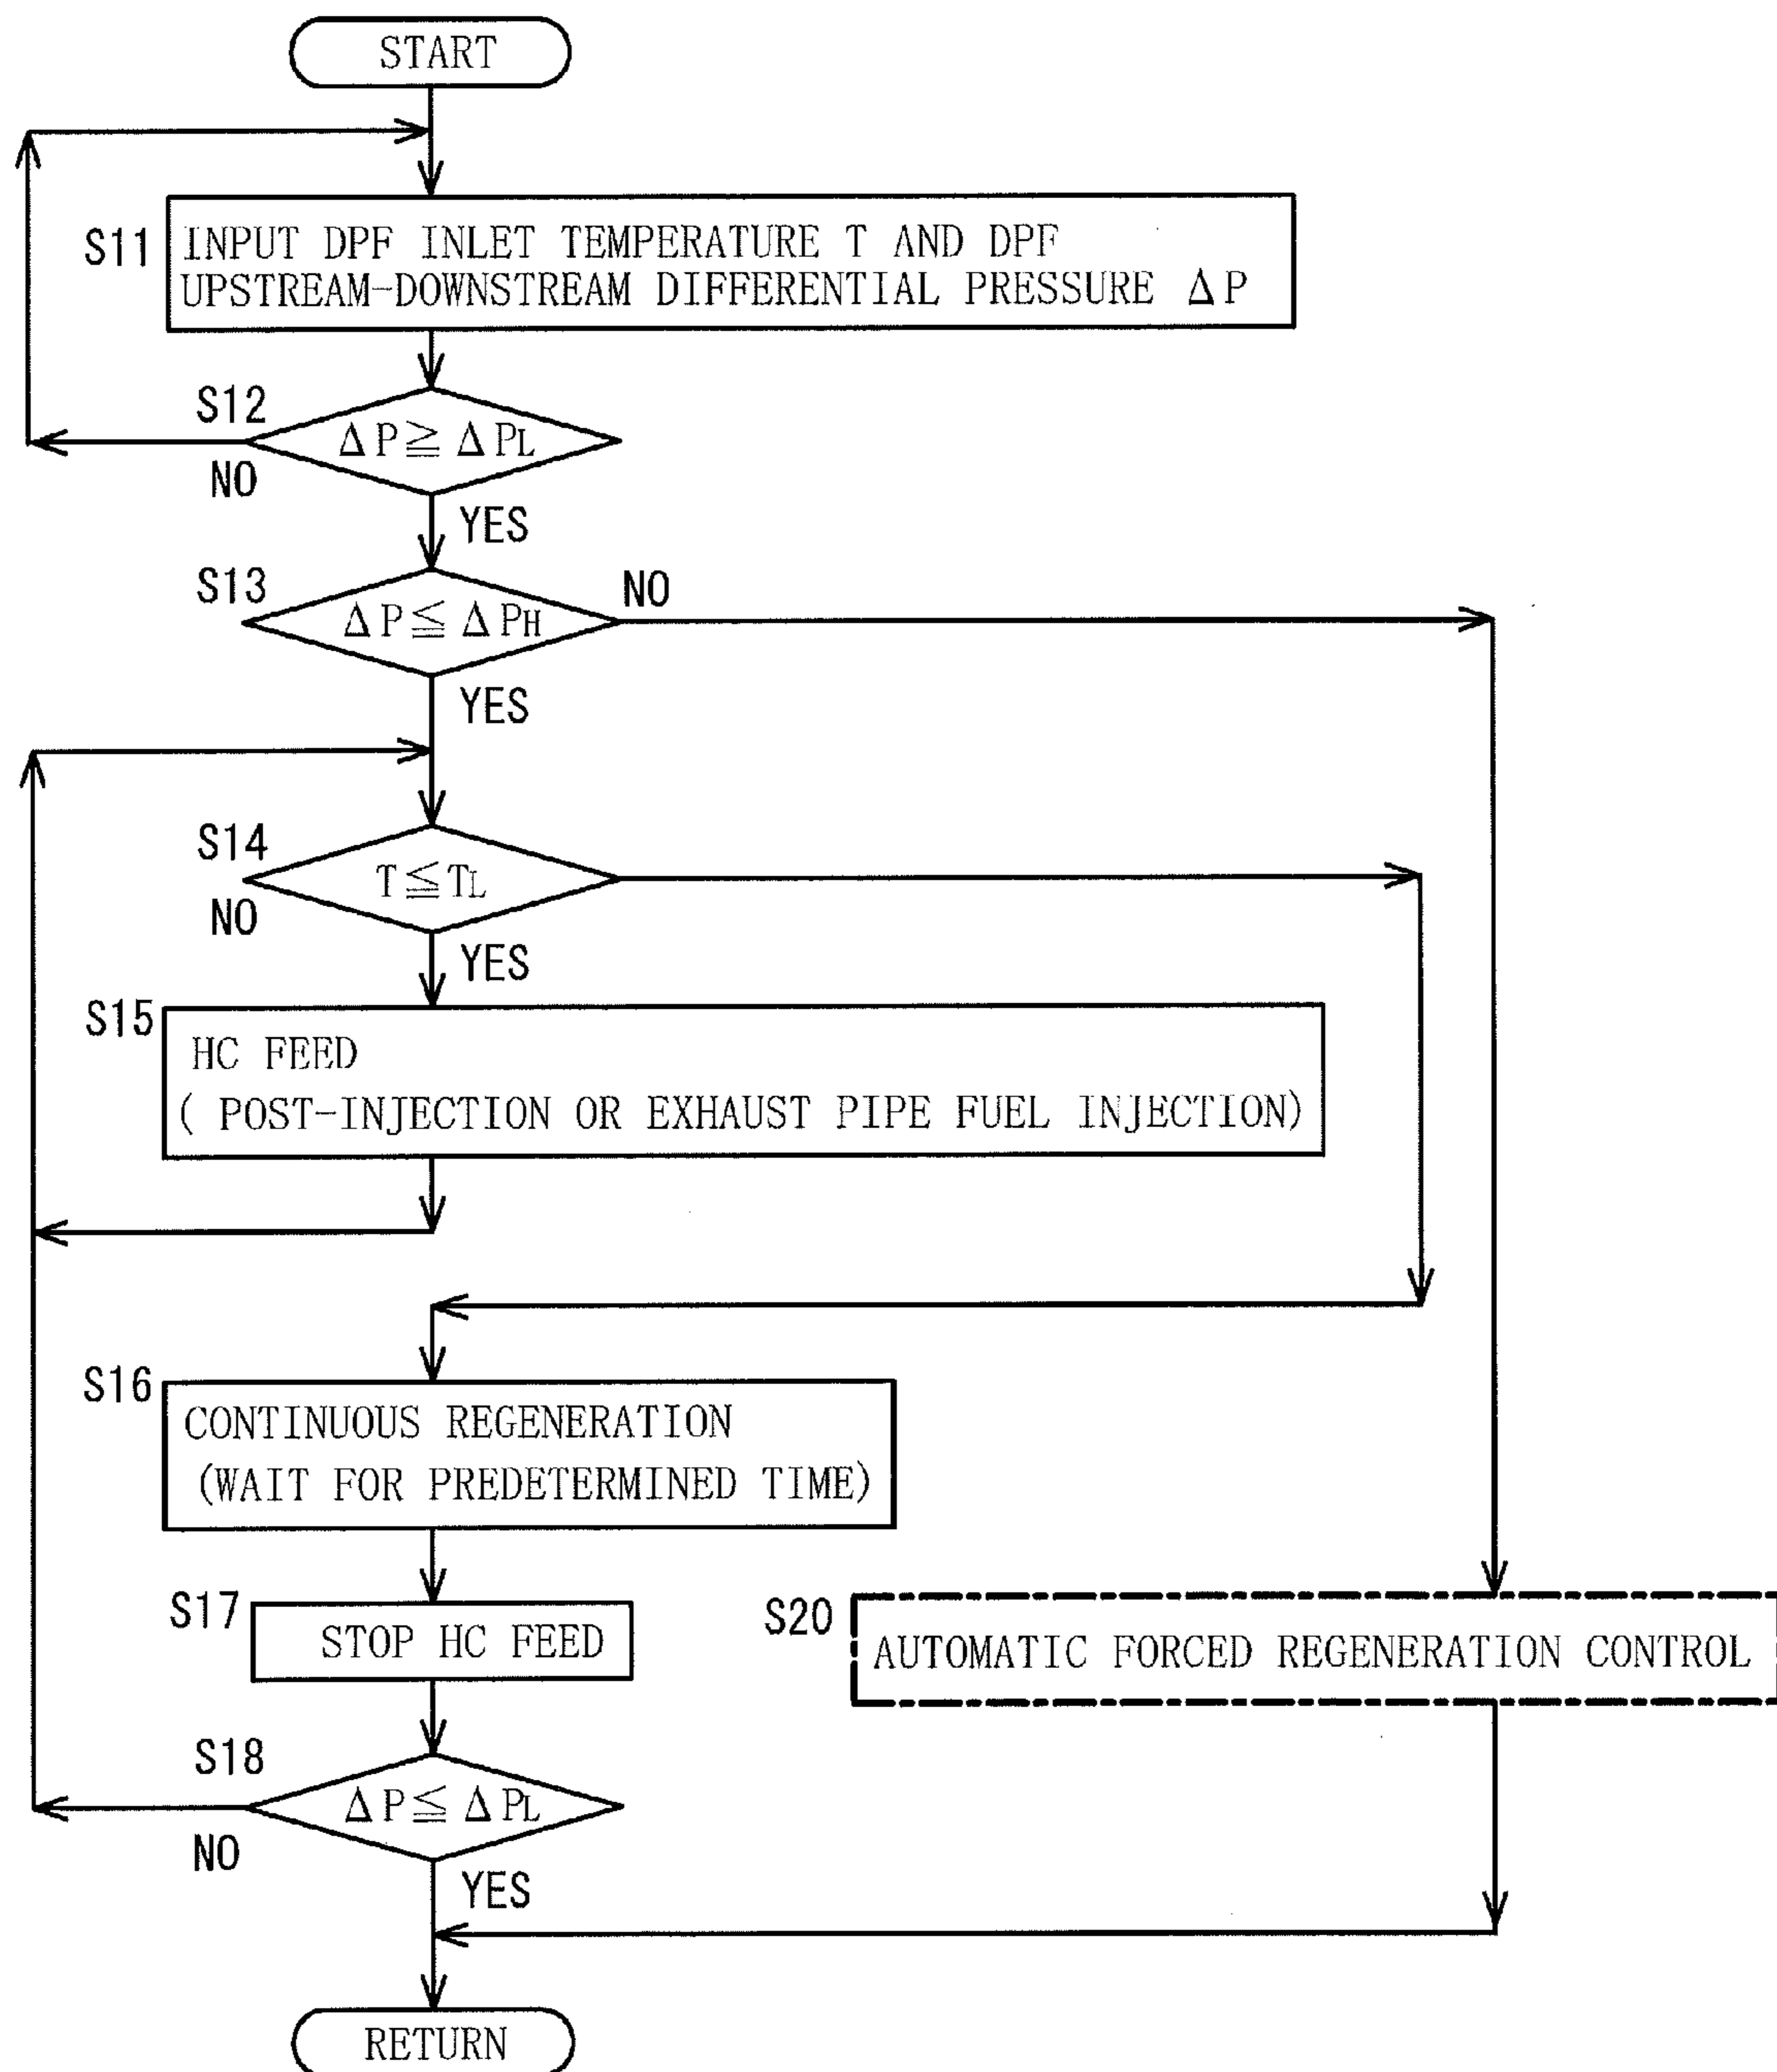 START
S11
INPUT DPF INLET TEMPERATURE T AND DPF
UPSTREAM-DOWNSTREAM DIFFERENTIAL PRESSURE ΔP
S12
ΔP≧ΔPL
NO
YES
S13
ΔP≦ΔPH
NO
YES
S14
T≦TL
NO
YES
S15
HC FEED
( POST-INJECTION OR EXHAUST PIPE FUEL INJECTION)
S16
CONTINUOUS REGENERATION
(WAIT FOR PREDETERMINED TIME)
S17
STOP HC FEED
S20
AUTOMATIC FORCED REGENERATION CONTROL
S18
ΔP≦ΔPL
NO
YES
RETURN